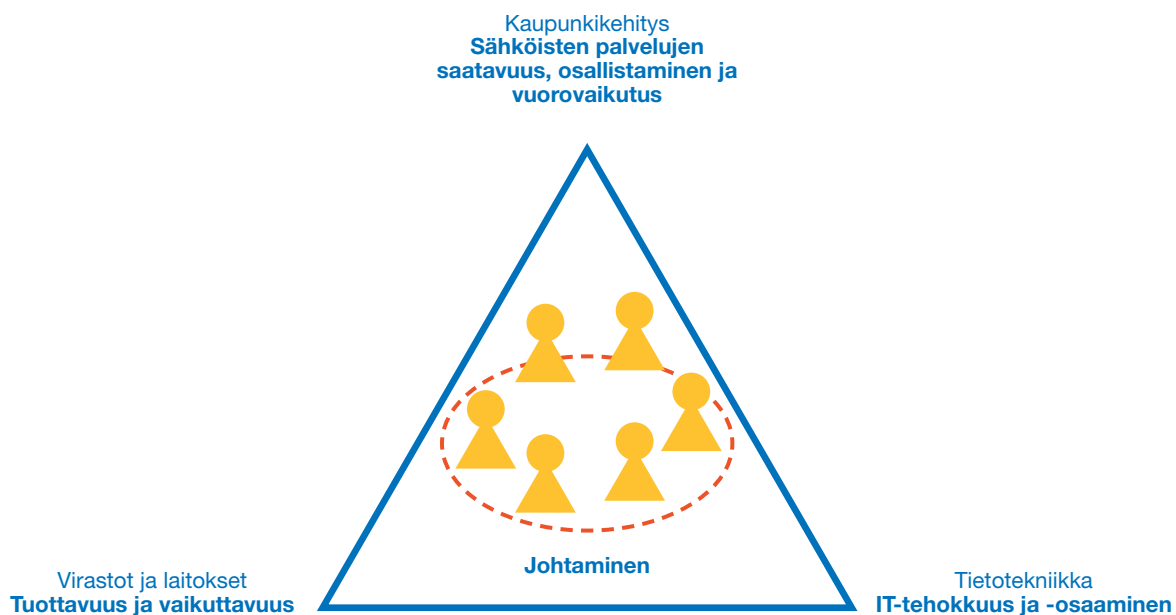 Kaupunkikehitys
Sähköisten palvelujen
saatavuus, osallistaminen ja
vuorovaikutus
Johtaminen
Virastot ja laitokset
Tuottavuus ja vaikuttavuus
Tietotekniikka
IT-tehokkuus ja -osaaminen